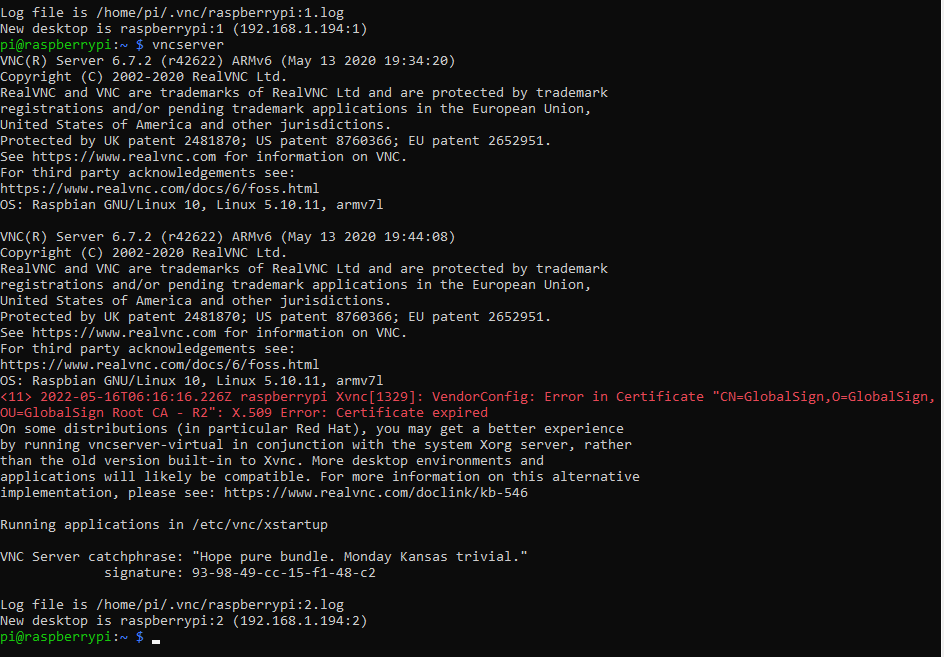 Log file is /home/pi/.vnc/raspberrypi:1.log
New desktop is raspberrypi:1 (192.168.1.194:1)
pi@raspberrypi:~ $ vncserver
VNC(R) Server 6.7.2 (r42622) ARMv6 (May 13 2020 19:34:20)
Copyright (C) 2002-2020 RealVNC Ltd.
RealVNC and VNC are trademarks of RealVNC Ltd and are protected by trademark
registrations and/or pending trademark applications in the European Union,
United States of America and other jurisdictions.
Protected by UK patent 2481870; US patent 8760366; EU patent 2652951.
See https://www.realvnc.com for information on VNC.
For third party acknowledgements see:
https://www.realvnc.com/docs/6/foss.html
OS: Raspbian GNU/Linux 10, Linux 5.10.11, armv7l

VNC(R) Server 6.7.2 (r42622) ARMv6 (May 13 2020 19:44:08)
Copyright (C) 2002-2020 RealVNC Ltd.
RealVNC and VNC are trademarks of RealVNC Ltd and are protected by trademark
registrations and/or pending trademark applications in the European Union,
United States of America and other jurisdictions.
Protected by UK patent 2481870; US patent 8760366; EU patent 2652951.
See https://www.realvnc.com for information on VNC.
For third party acknowledgements see:
https://www.realvnc.com/docs/6/foss.html
OS: Raspbian GNU/Linux 10, Linux 5.10.11, armv7l
<11> 2022-05-16T06:16:16.226Z raspberrypi Xvnc[1329]: VendorConfig: Error in Certificate "CN=GlobalSign,O=GlobalSign,
OU=GlobalSign Root CA - R2": X.509 Error: Certificate expired
On some distributions (in particular Red Hat), you may get a better experience
by running vncserver-virtual in conjunction with the system Xorg server, rather
than the old version built-in to Xvnc. More desktop environments and
applications will likely be compatible. For more information on this alternative
implementation, please see: https://www.realvnc.com/doclink/kb-546

Running applications in /etc/vnc/xstartup

VNC Server catchphrase: "Hope pure bundle. Monday Kansas trivial."
signature: 93-98-49-cc-15-f1-48-c2

Log file is /home/pi/.vnc/raspberrypi:2.log
New desktop is raspberrypi:2 (192.168.1.194:2)
pi@raspberrypi:~ $